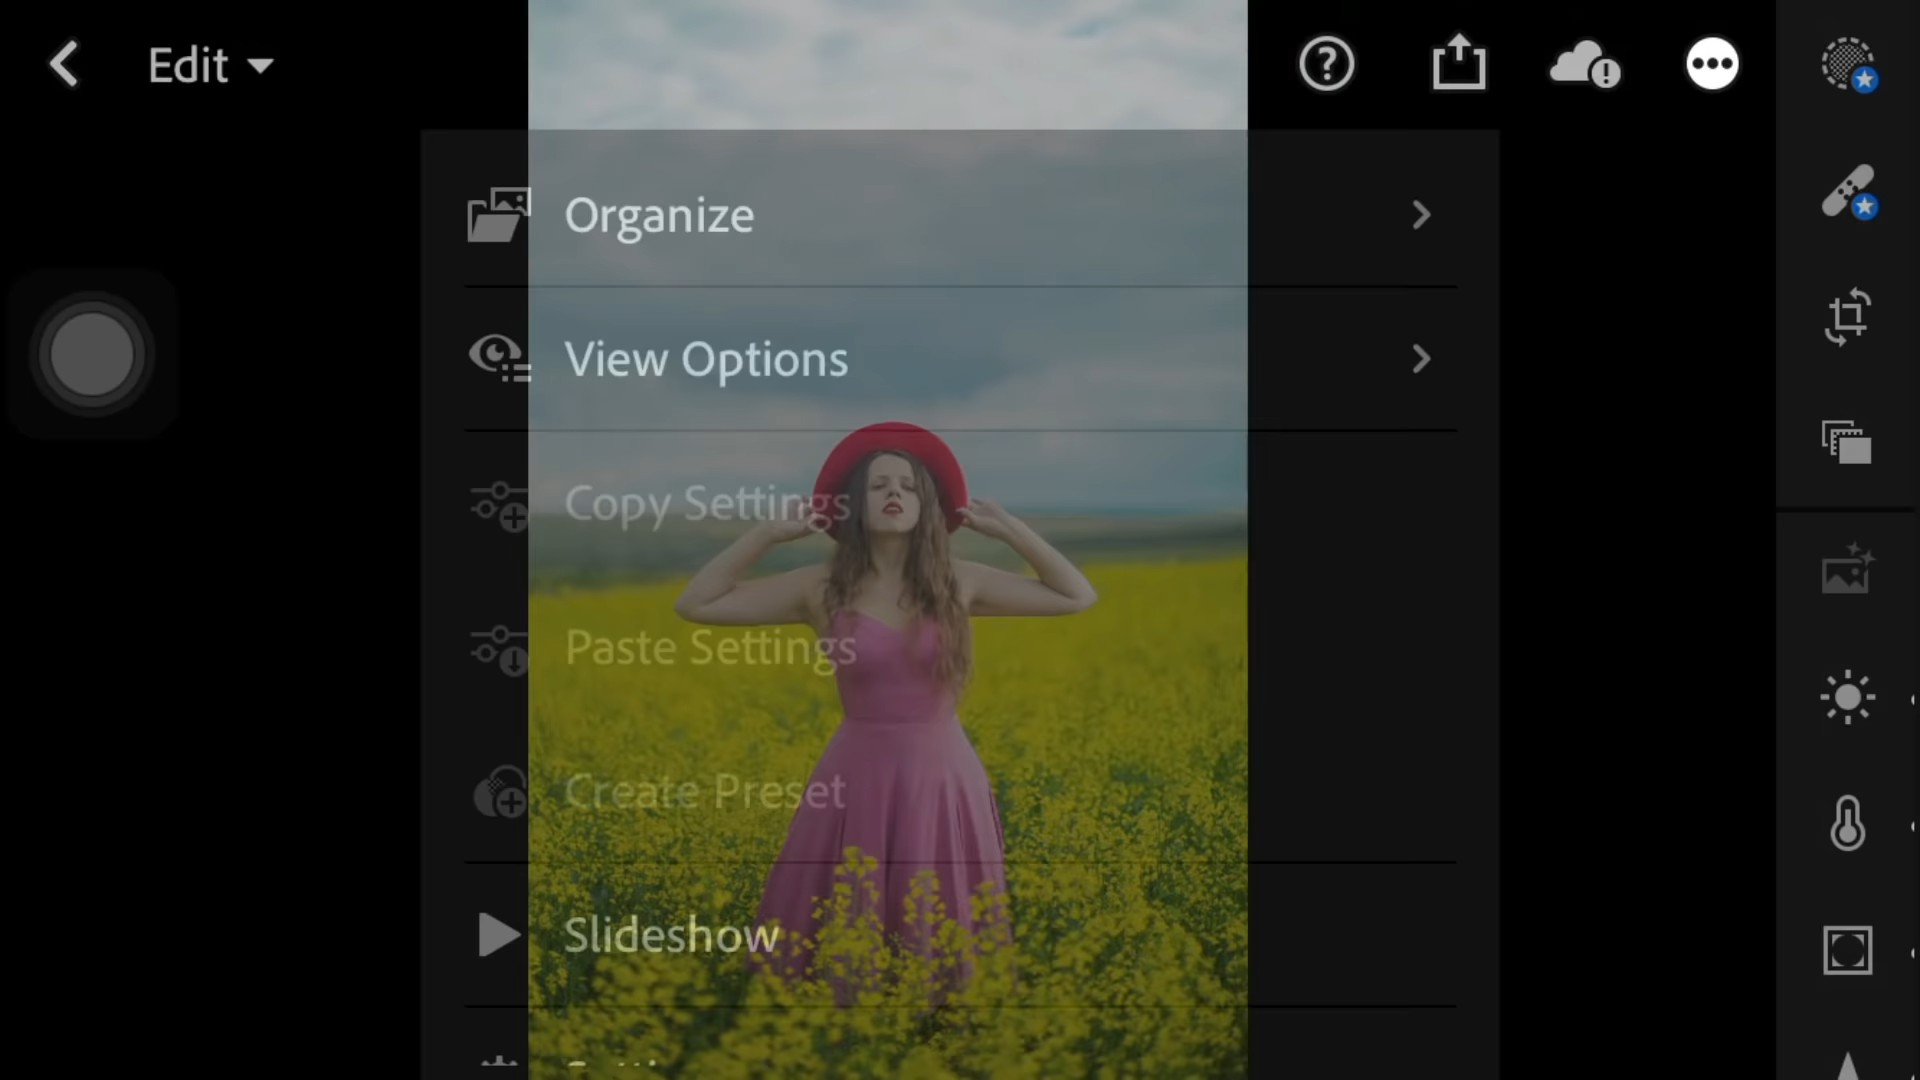 Edit
Organize
View Options
Copy Settings
Paste Settings
Create Preset
Slideshow